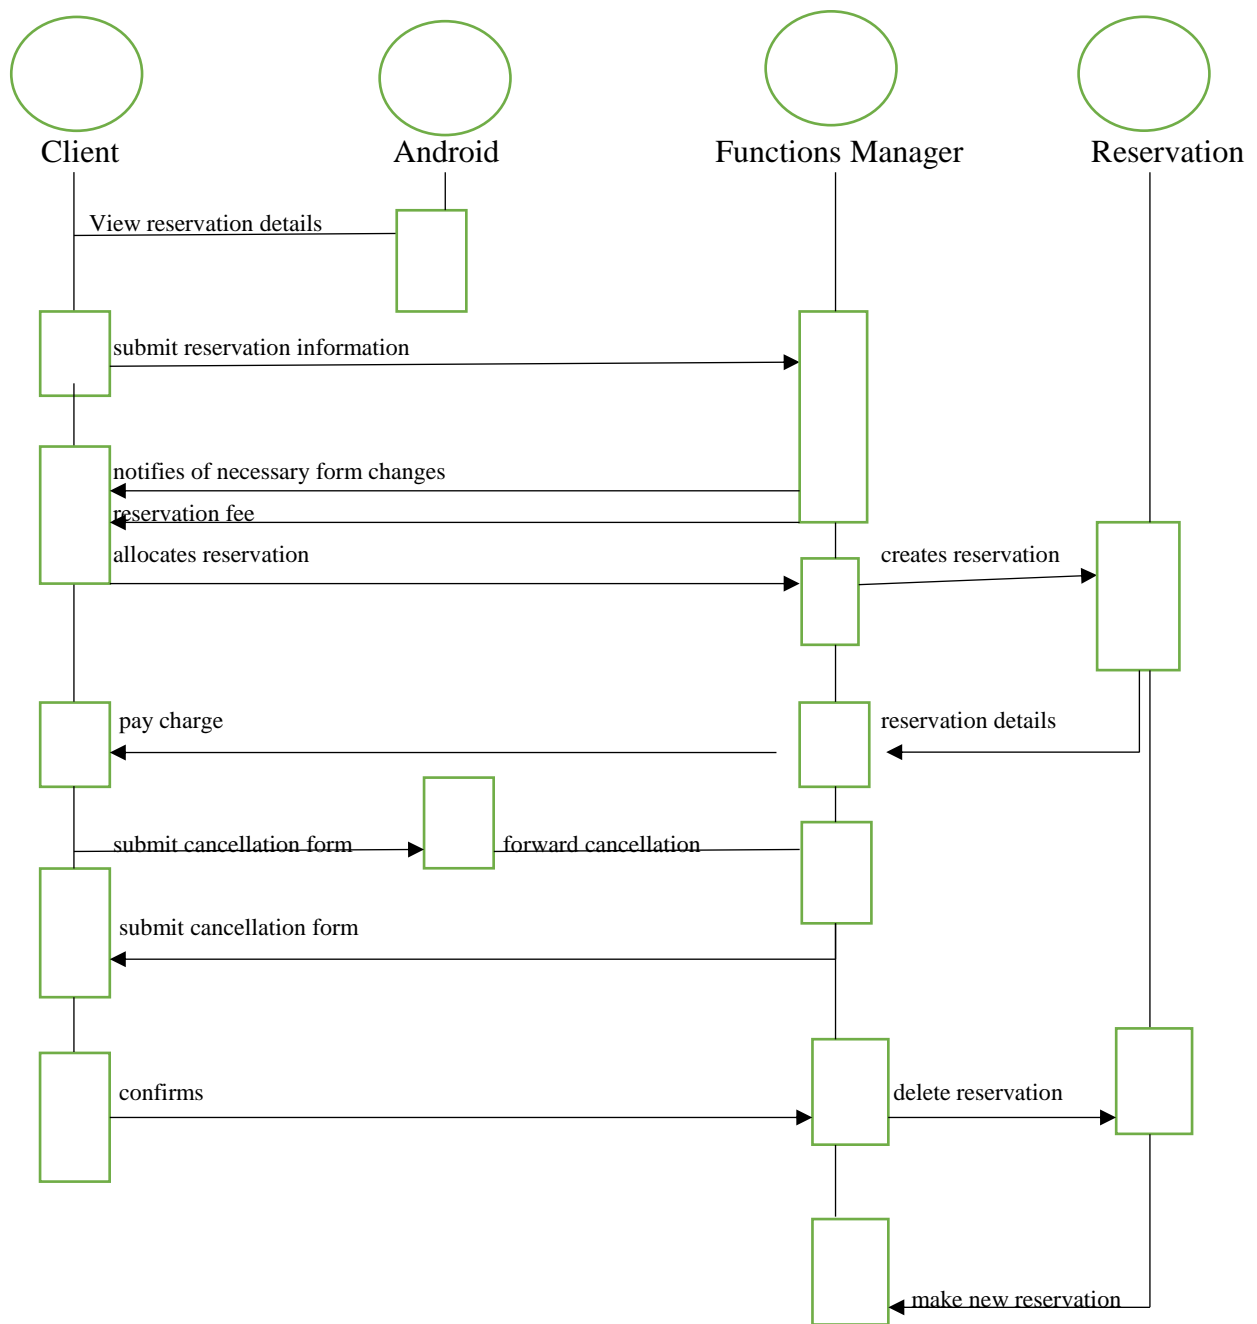 Client
Android
Functions Manager
Reservation
View reservation details
submit reservation information
notifies of necessary form changes
reservation fee
allocates reservation
creates reservation
pay charge
reservation details
submit cancellation form
forward cancellation
submit cancellation form
confirms
delete reservation
make new reservation